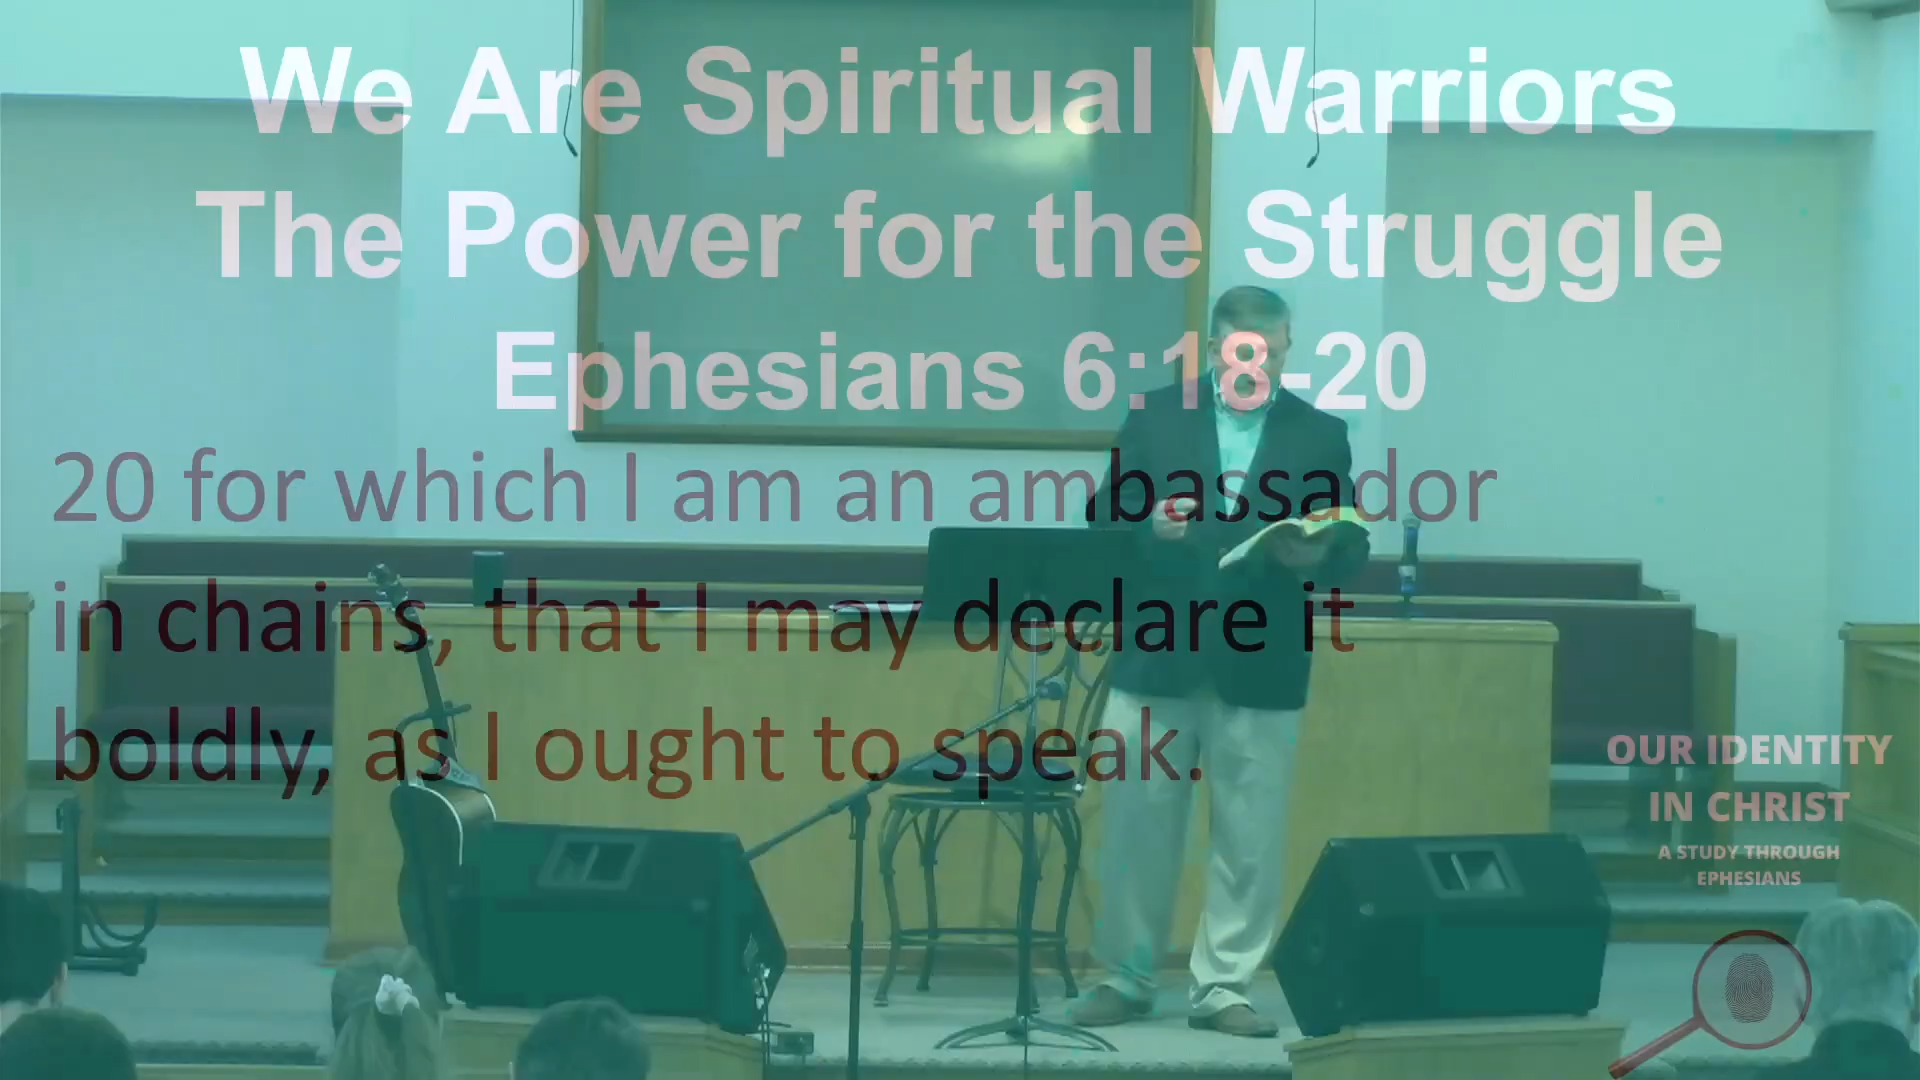 We Are Spiritual Warriors
The Power for the Struggle
Ephesians 6:18-20
20 for which I am an ambassador
in chains, that I may declare it
boldly, as I ought to speak.
OUR IDENTITY
IN CHRIST
A STUDY THROUGH
EPHESIANS